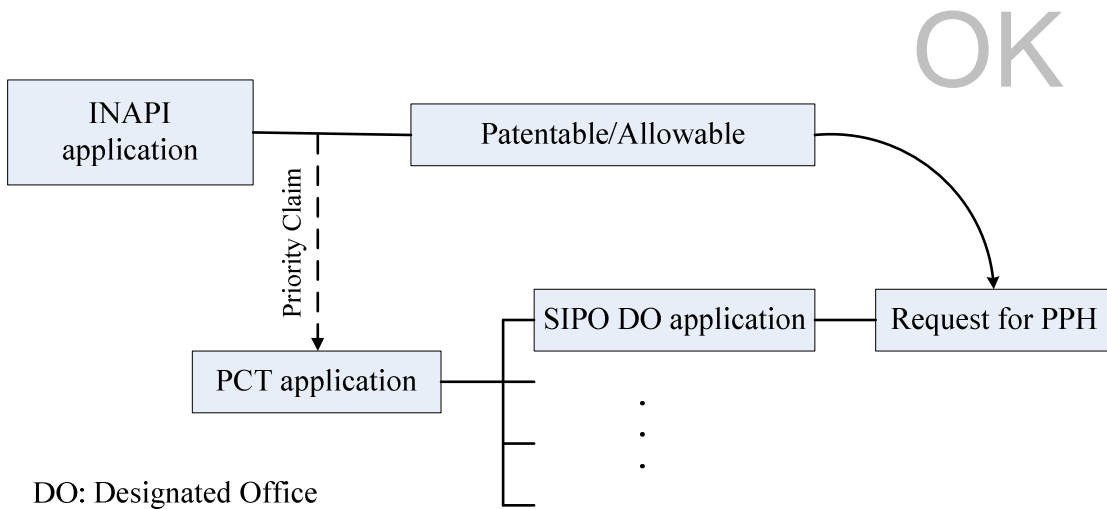 OK
INAPI
application
Patentable/Allowable
Priority Claim
SIPO DO application
Request for PPH
PCT application
DO: Designated Office